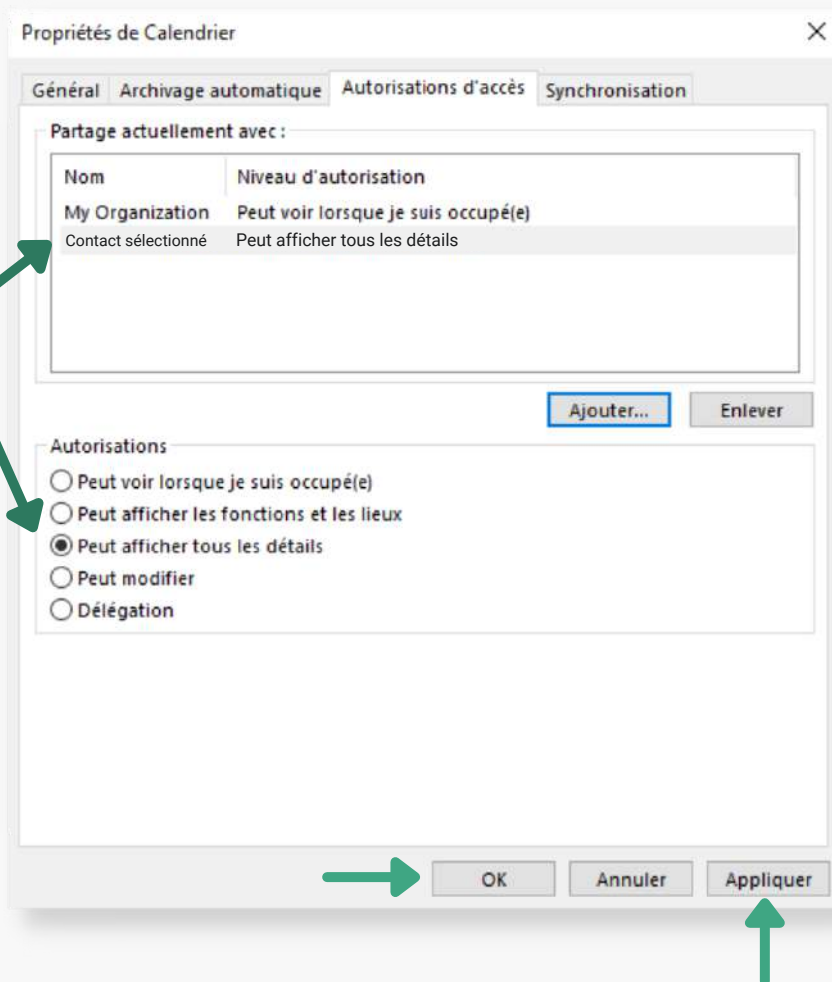 Propriétés de Calendrier
Général Archivage automatique Autorisations d'accès Synchronisation
Partage actuellement avec :
Nom Niveau d'autorisation
My Organization Peut voir lorsque je suis occupé(e)
Contact sélectionné Peut afficher tous les détails
Ajouter... Enlever
Autorisations
Peut voir lorsque je suis occupé(e)
Peut afficher les fonctions et les lieux
Peut afficher tous les détails
Peut modifier
Délégation
OK Annuler Appliquer